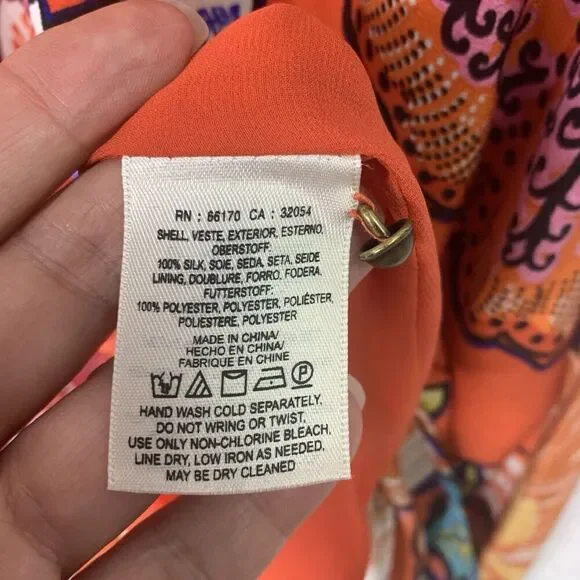 RN : 66170 CA : 32054
SHELL, VESTE, EXTERIOR, ESTERNO,
OBERSTOFF:
100% SILK, SOIE, SEDA, SETA, SEIDE
LINING, DOUBLURE, FORRO, FODERA,
FUTTERSTOFF:
100% POLYESTER, POLYESTER, POLIÉSTER,
POLIESTERE, POLYESTER
MADE IN CHINA/
HECHO EN CHINA/
FABRIQUE EN CHINE
HAND WASH COLD SEPARATELY.
DO NOT WRING OR TWIST,
USE ONLY NON-CHLORINE BLEACH,
LINE DRY, LOW IRON AS NEEDED,
MAY BE DRY CLEANED